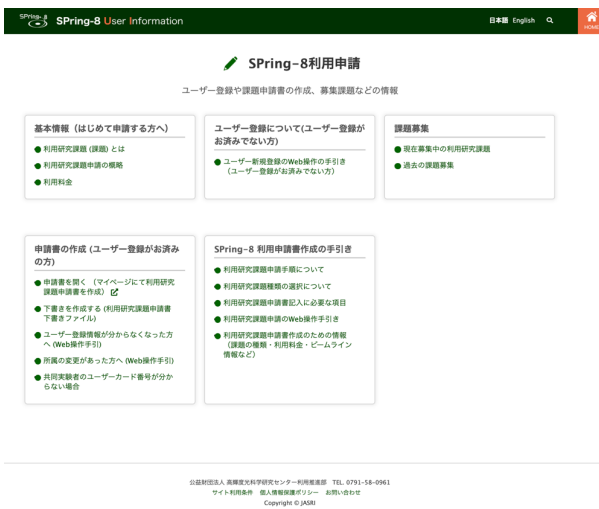 SPring-8
SPring-8 User Information
日本語 English
HOME
SPring-8利用申請
ユーザー登録や課題申請書の作成、募集課題などの情報
基本情報（はじめて申請する方へ）
利用研究課題 (課題) とは
利用研究課題申請の概略
利用料金
ユーザー登録について(ユーザー登録が
お済みでない方)
ユーザー新規登録のWeb操作の手引き
（ユーザー登録がお済みでない方）
課題募集
現在募集中の利用研究課題
過去の課題募集
申請書の作成 (ユーザー登録がお済み
の方)
申請書を開く （マイページにて利用研究
課題申請書を作成）
下書きを作成する (利用研究課題申請書
下書きファイル)
ユーザー登録情報が分からなくなった方
へ (Web操作手引)
所属の変更があった方へ (Web操作手引)
共同実験者のユーザーカード番号が分か
らない場合
SPring-8 利用申請書作成の手引き
利用研究課題申請手順について
利用研究課題種類の選択について
利用研究課題申請書記入に必要な項目
利用研究課題申請のWeb操作手引き
利用研究課題申請書作成のための情報
（課題の種類・利用料金・ビームライン
情報など）
公益財団法人 高輝度光科学研究センター利用推進部 TEL. 0791-58-0961
サイト利用条件 個人情報保護ポリシー お問い合わせ
Copyright © JASRI